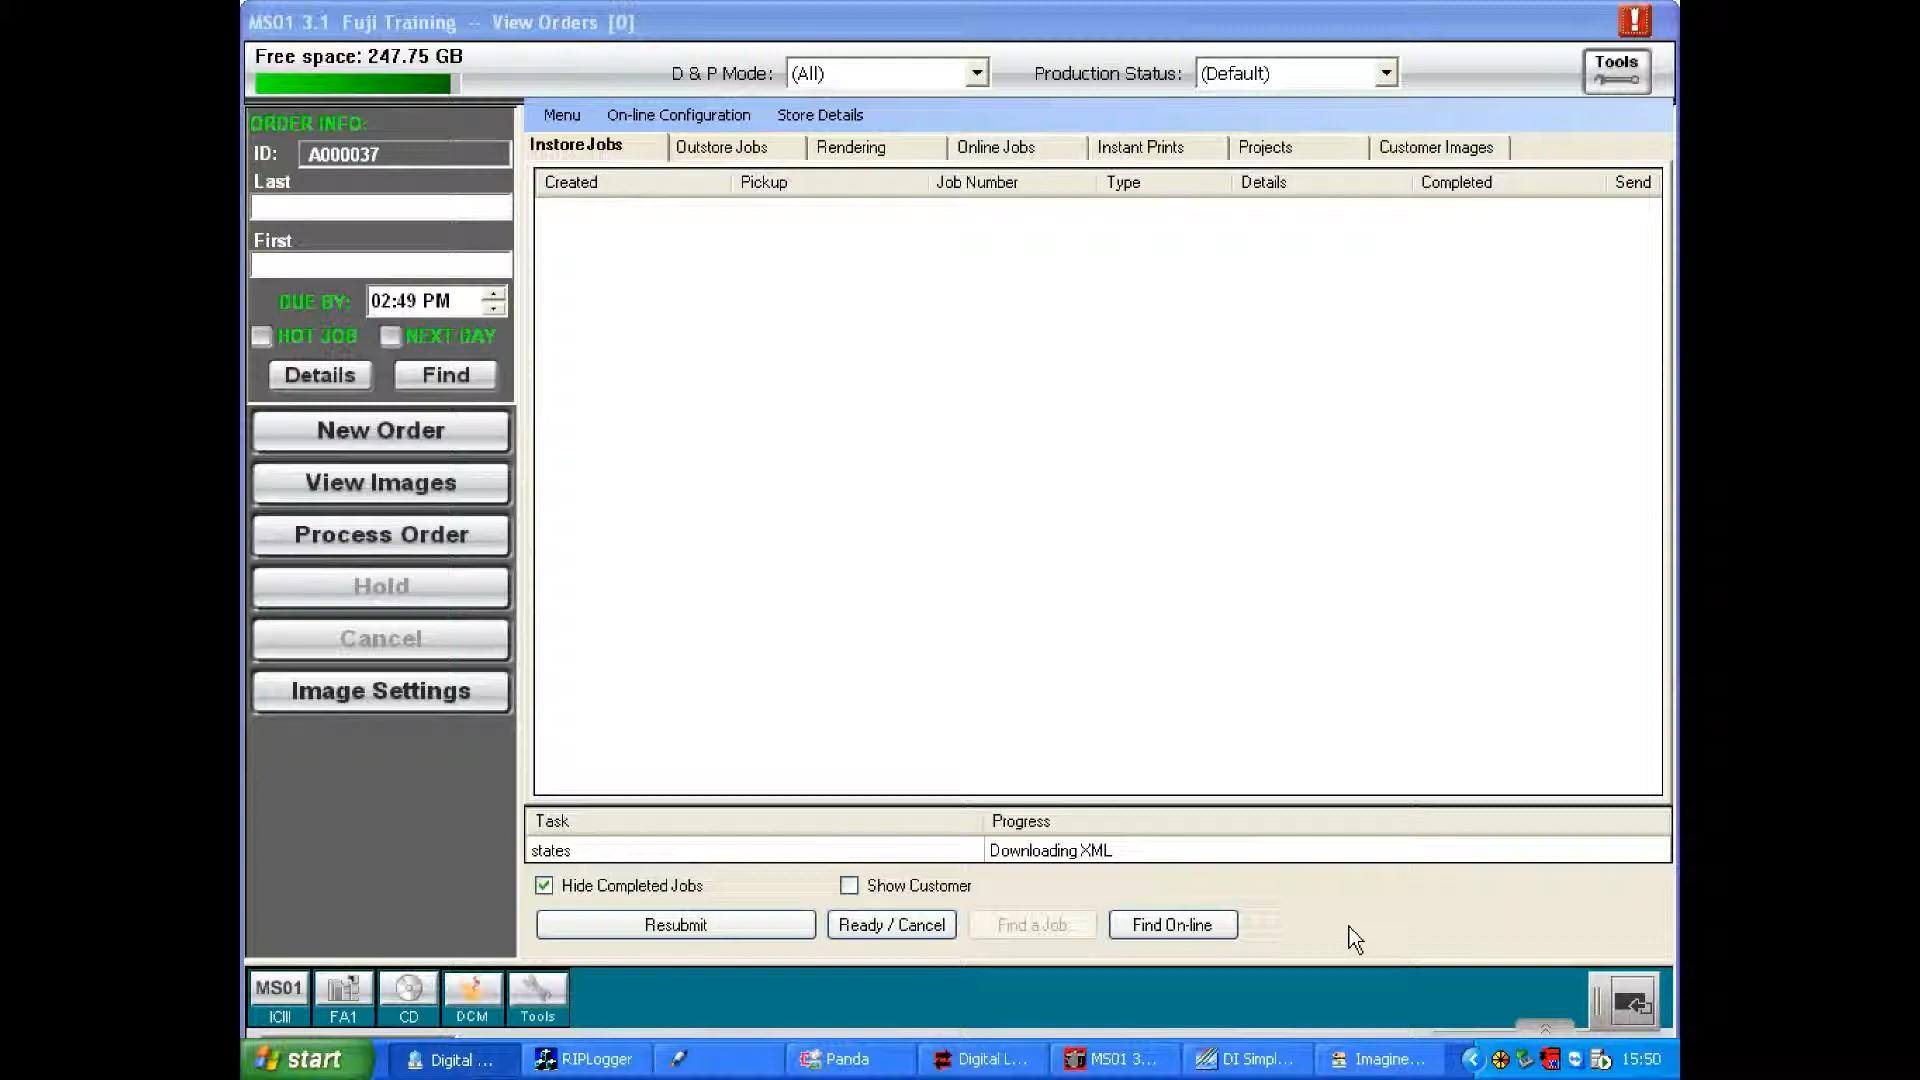 MS01 3.1 Fuji Training -- View Orders [0]
Free space: 247.75 GB
D & P Mode: (All)
Production Status: (Default)
Tools
Menu On-line Configuration Store Details
ORDER INFO:
ID: A000037
Last
First
DUE BY: 02:49 PM
HOT JOB NEXT DAY
Details Find
New Order
View Images
Process Order
Hold
Cancel
Image Settings
Instore Jobs Outstore Jobs Rendering Online Jobs Instant Prints Projects Customer Images
Created Pickup Job Number Type Details Completed Send
Task Progress
states Downloading XML
Hide Completed Jobs Show Customer
Resubmit Ready / Cancel Find a Job Find On-line
MS01
ICIII FA1 CD DCM Tools
start Digital ... RIPLogger Panda Digital L... MS01 3... DI Simpl... Imagine... 15:50